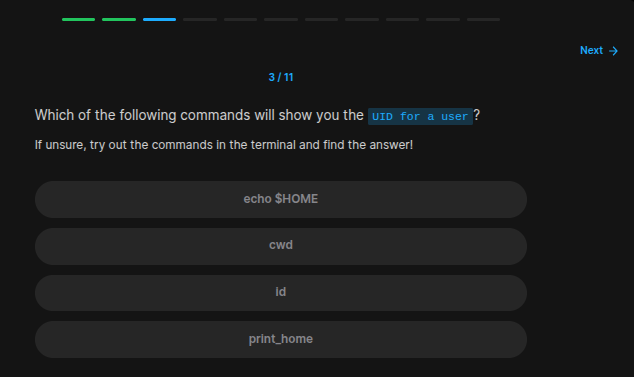 Next →
3 / 11
Which of the following commands will show you the UID for a user?
If unsure, try out the commands in the terminal and find the answer!
echo $HOME
cwd
id
print_home